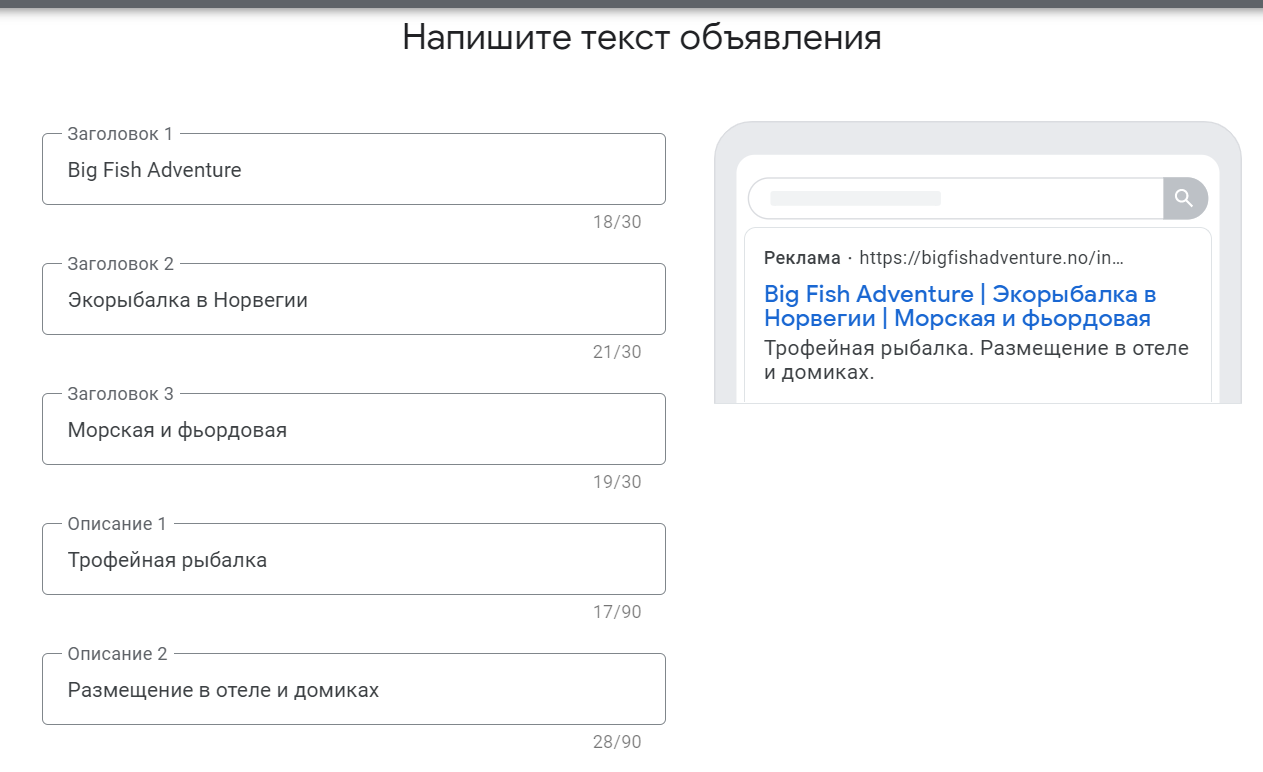 Напишите текст объявления
Заголовок 1
Big Fish Adventure
18/30
Заголовок 2
Экорыбалка в Норвегии
21/30
Заголовок 3
Морская и фьордовая
19/30
Описание 1
Трофейная рыбалка
17/90
Описание 2
Размещение в отеле и домиках
28/90
Реклама · https://bigfishadventure.no/in...
Big Fish Adventure | Экорыбалка в
Норвегии | Морская и фьордовая
Трофейная рыбалка. Размещение в отеле
и домиках.